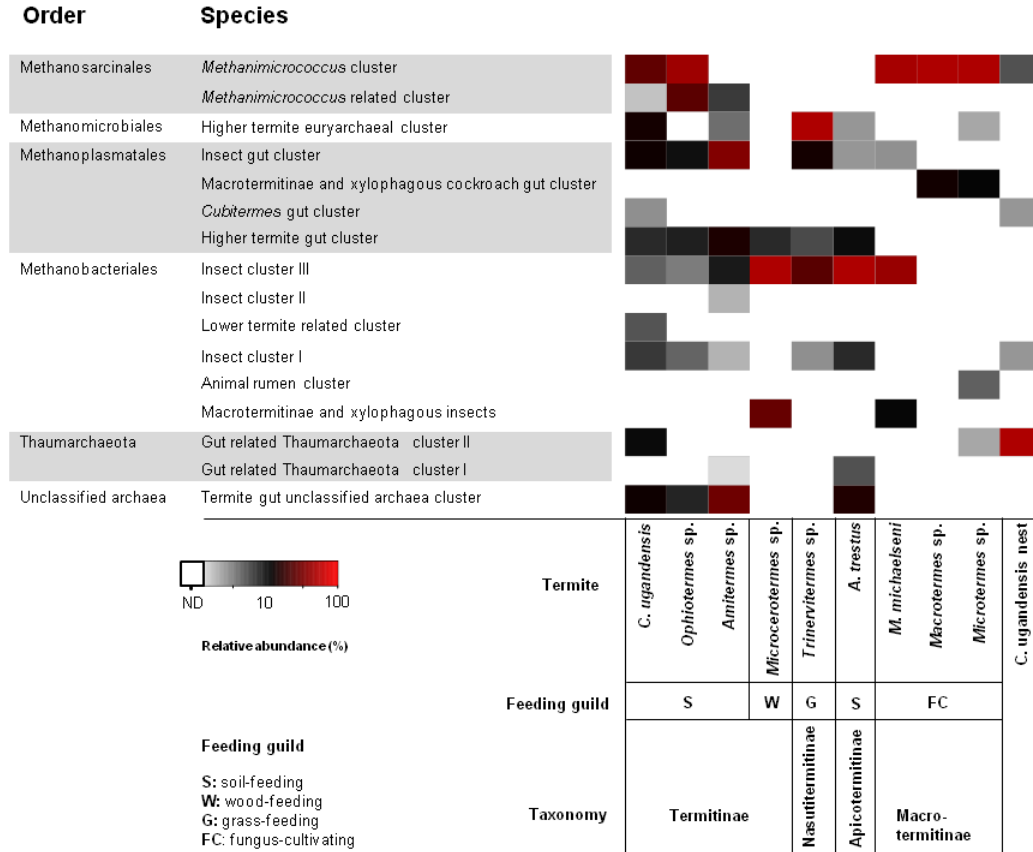 Order Species
Methanosarcinales Methanimicrococcus cluster
Methanimicrococcus related cluster
Methanomicrobiales Higher termite euryarchaeal cluster
Methanoplasmatales Insect gut cluster
Macrotermitinae and xylophagous cockroach gut cluster
Cubitermes gut cluster
Higher termite gut cluster
Methanobacteriales Insect cluster III
Insect cluster II
Lower termite related cluster
Insect cluster I
Animal rumen cluster
Macrotermitinae and xylophagous insects
Thaumarchaeota Gut related Thaumarchaeota cluster II
Gut related Thaumarchaeota cluster I
Unclassified archaea Termite gut unclassified archaea cluster
ND 10 100
Relative abundance (%)
Termite
C. ugandensis
Ophiotermes sp.
Amitermes sp.
Microcerotermes sp.
Trinervitermes sp.
A. trestus
M. michaelseni
Macrotermes sp.
Microtermes sp.
C. ugandensis nest
Feeding guild S W G S FC
Feeding guild
S: soil-feeding
W: wood-feeding
G: grass-feeding
FC: fungus-cultivating
Taxonomy
Termitinae
Nasutitermitinae
Apicotermitinae
Macro-
termitinae